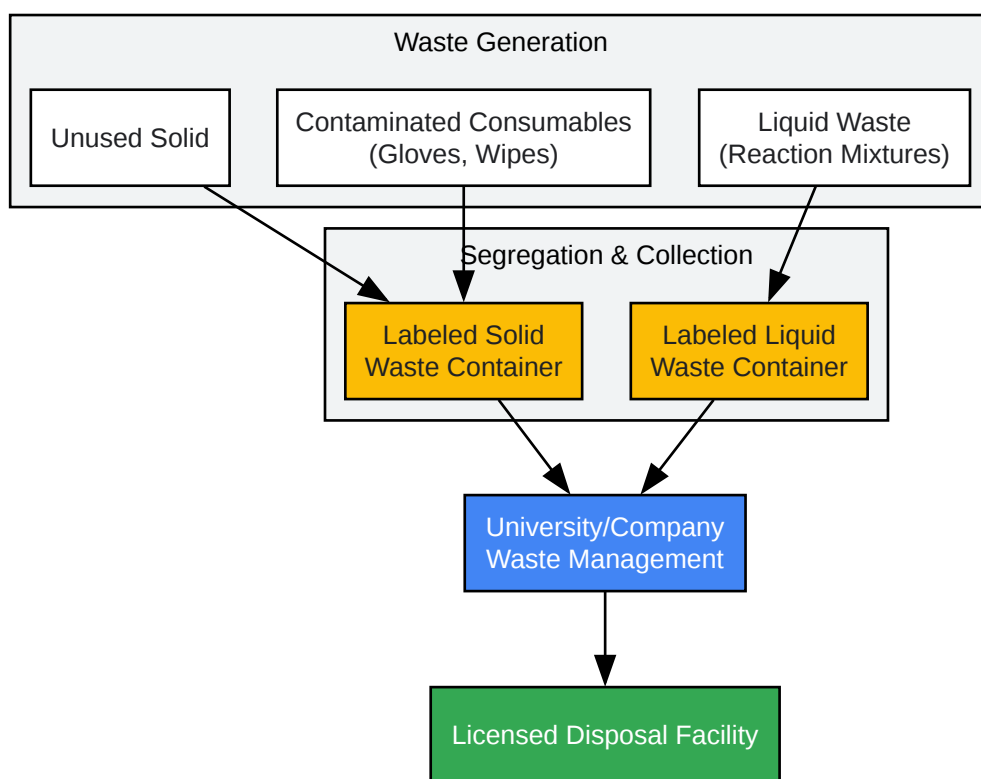 Waste Generation
Unused Solid
Contaminated Consumables
(Gloves, Wipes)
Liquid Waste
(Reaction Mixtures)
Segregation & Collection
Labeled Solid
Waste Container
Labeled Liquid
Waste Container
University/Company
Waste Management
Licensed Disposal Facility